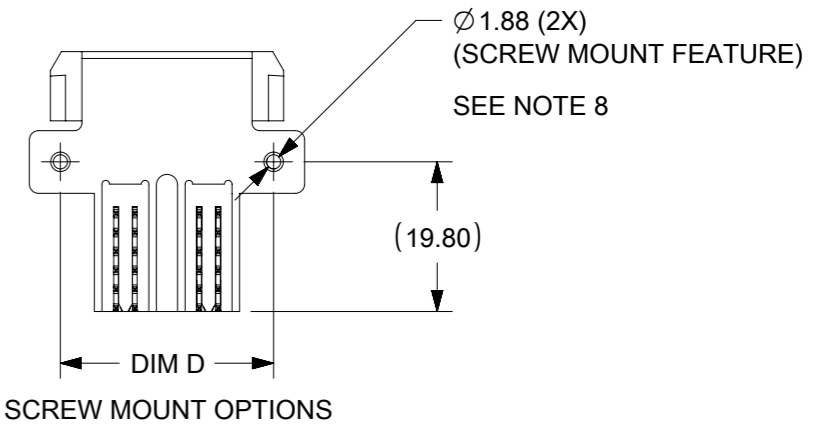 ∅1.88 (2X)
(SCREW MOUNT FEATURE)
SEE NOTE 8
(19.80)
DIM D
SCREW MOUNT OPTIONS